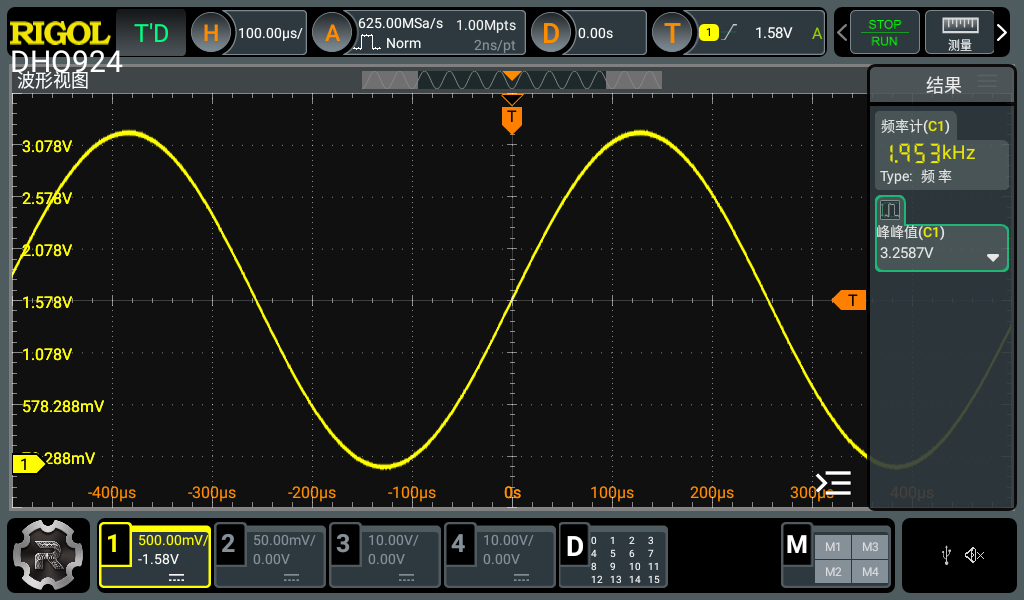 RIGOL T'D H 100.00µs/ A 625.00MSa/s 1.00Mpts D 0.00s T 1 1.58V A STOP
Norm 2ns/pt RUN 测量
DHO924
波形视图 结果
T
频率计(C1)
3.078V 1.953kHz
Type: 频 率
2.578V
峰峰值(C1)
2.078V 3.2587V
1.578V T
1.078V
578.288mV
1 .288mV
-400µs -300µs -200µs -100µs 0s 100µs 200µs 300µs 400µs
1 500.00mV/ 2 50.00mV/ 3 10.00V/ 4 10.00V/ D 0 1 2 3 M M1 M3
-1.58V 0.00V 0.00V 0.00V 4 5 6 7 M2 M4
8 9 10 11
12 13 14 15